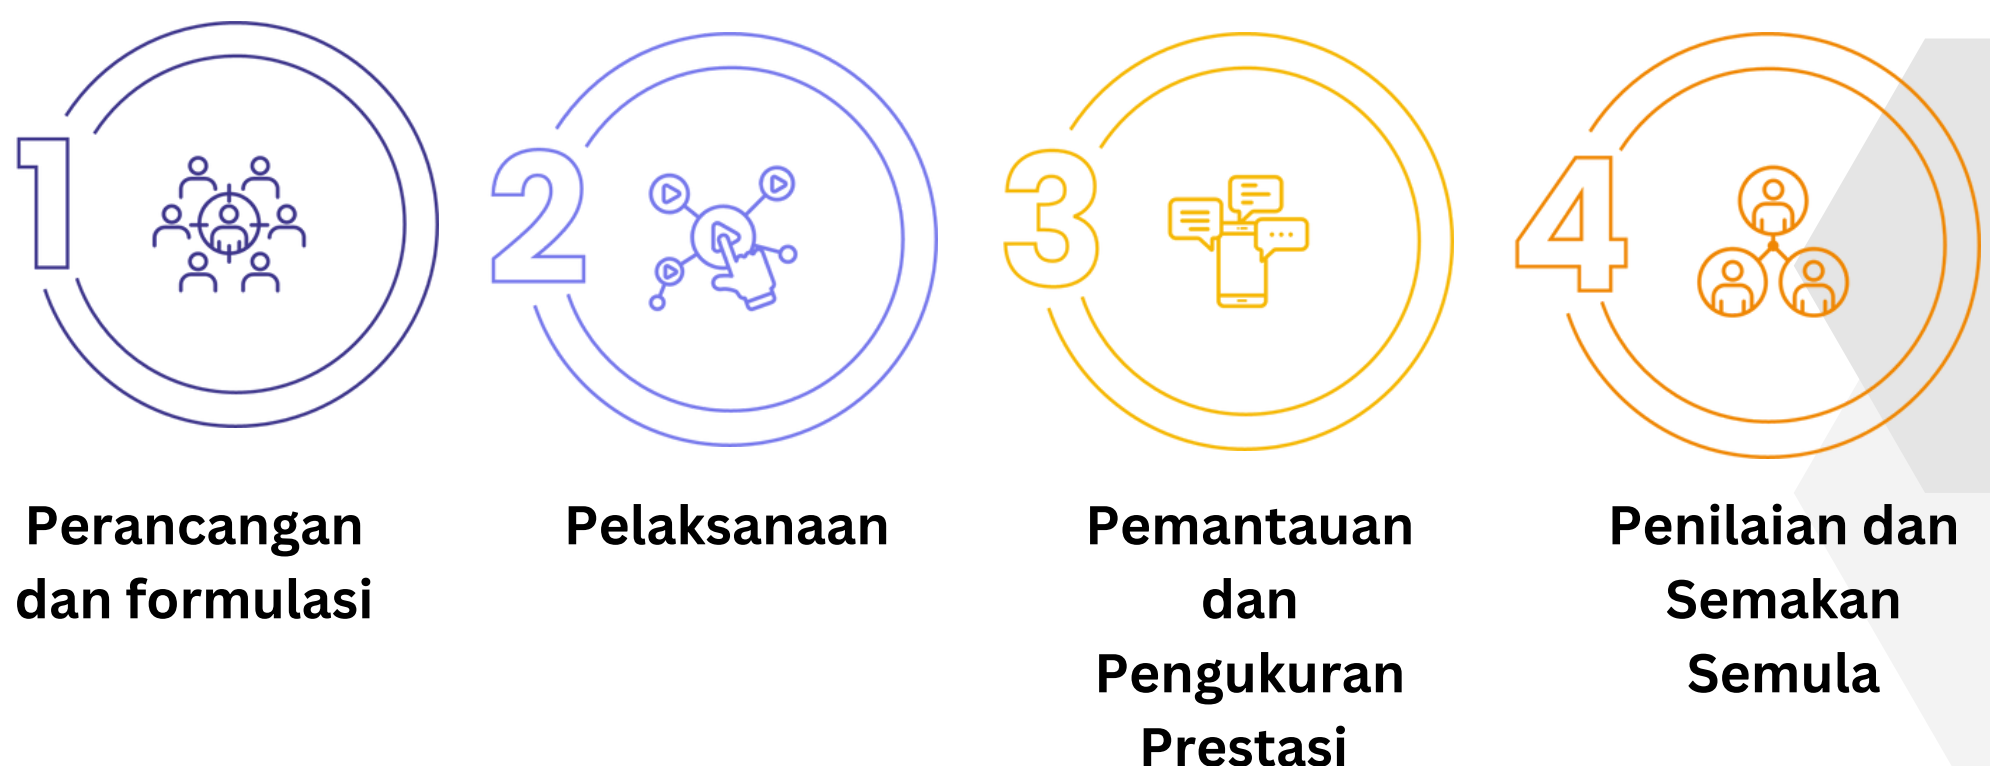 1
Perancangan
dan formulasi
2
Pelaksanaan
3
Pemantauan
dan
Pengukuran
Prestasi
4
Penilaian dan
Semakan
Semula